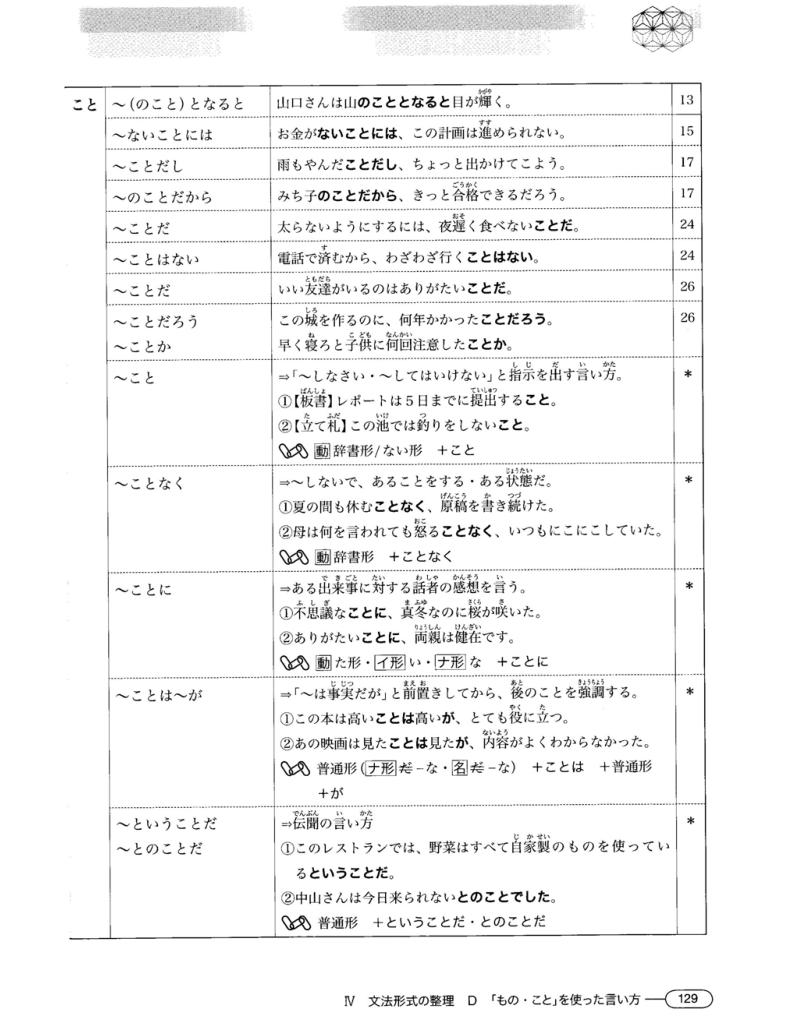 こと ～(のこと)となると 山口さんは山のこととなると目が輝く。 13
～ないことには お金がないことには、この計画は進められない。 15
～ことだし 雨もやんだことだし、ちょっと出かけてこよう。 17
～のことだから みち子のことだから、きっと合格できるだろう。 17
～ことだ 太らないようにするには、夜遅く食べないことだ。 24
～ことはない 電話で済むから、わざわざ行くことはない。 24
～ことだ いい友達がいるのはありがたいことだ。 26
～ことだろう この城を作るのに、何年かかったことだろう。 26
～ことか 早く寝ろと子供に何回注意したことか。
～こと ⇒「～しなさい・～してはいけない」と指示を出す言い方。 *
①【板書】レポートは5日までに提出すること。
②【立て札】この池では釣りをしないこと。
動辞書形/ない形 +こと
～ことなく ⇒～しないで、あることをする・ある状態だ。 *
①夏の間も休むことなく、原稿を書き続けた。
②母は何を言われても怒ることなく、いつもにこにこしていた。
動辞書形 +ことなく
～ことに ⇒ある出来事に対する話者の感想を言う。 *
①不思議なことに、真冬なのに桜が咲いた。
②ありがたいことに、両親は健在です。
動た形・イ形い・ナ形な +ことに
～ことは～が ⇒「～は事実だが」と前置きしてから、後のことを強調する。 *
①この本は高いことは高いが、とても役に立つ。
②あの映画は見たことは見たが、内容がよくわからなかった。
普通形(ナ形だ-な・名だ-な) +ことは +普通形
+が
～ということだ ⇒伝聞の言い方 *
～とのことだ ①このレストランでは、野菜はすべて自家製のものを使ってい
るということだ。
②中山さんは今日来られないとのことでした。
普通形 +ということだ・とのことだ
Ⅳ 文法形式の整理 D 「もの・こと」を使った言い方 129